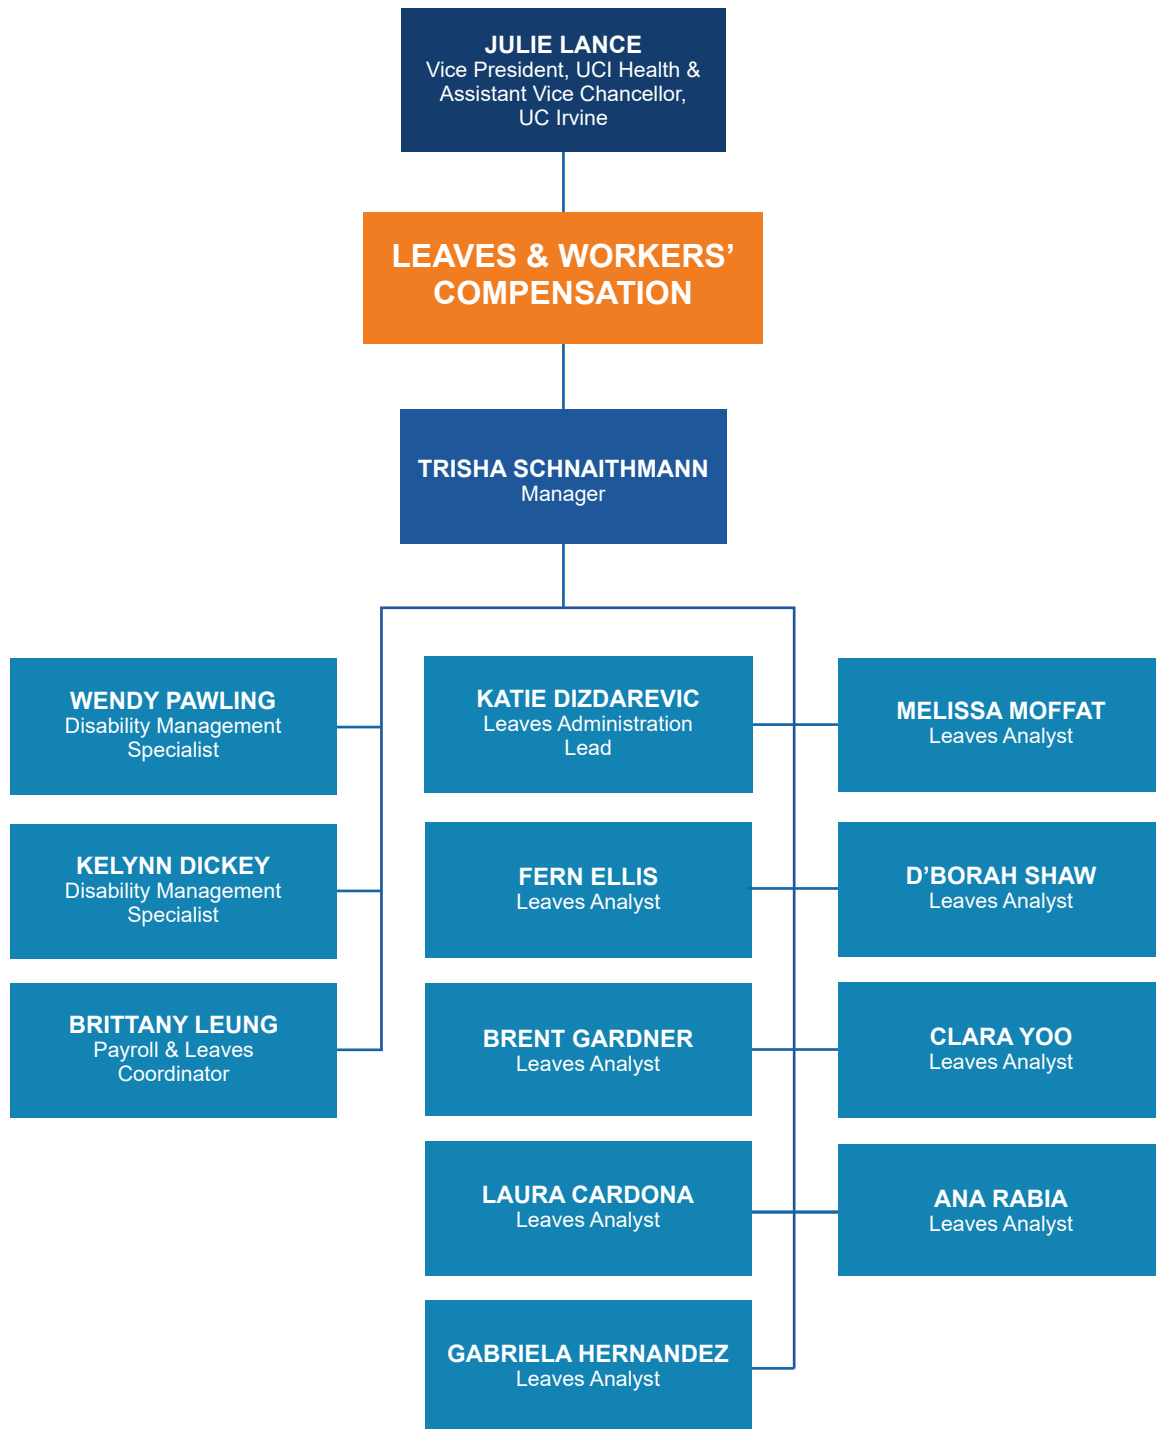 JULIE LANCE
Vice President, UCI Health &
Assistant Vice Chancellor,
UC Irvine
LEAVES & WORKERS’
COMPENSATION
TRISHA SCHNAITHMANN
Manager
WENDY PAWLING
Disability Management
Specialist
KATIE DIZDAREVIC
Leaves Administration
Lead
MELISSA MOFFAT
Leaves Analyst
KELYNN DICKEY
Disability Management
Specialist
FERN ELLIS
Leaves Analyst
D’BORAH SHAW
Leaves Analyst
BRITTANY LEUNG
Payroll & Leaves
Coordinator
BRENT GARDNER
Leaves Analyst
CLARA YOO
Leaves Analyst
LAURA CARDONA
Leaves Analyst
ANA RABIA
Leaves Analyst
GABRIELA HERNANDEZ
Leaves Analyst